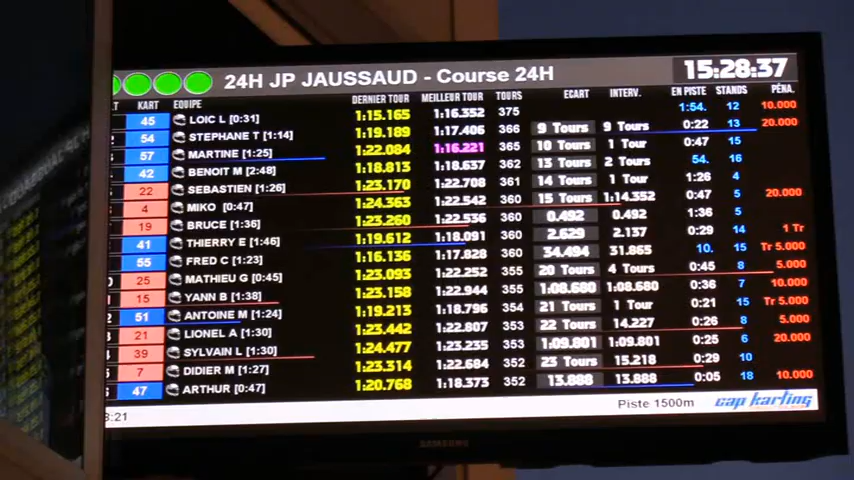 24H JP JAUSSAUD - Course 24H 15:28:37
LT KART EQUIPE DERNIER TOUR MEILLEUR TOUR TOURS ECART INTERV. EN PISTE STANDS PÉNA.
45 LOIC L [0:31] 1:15.165 1:16.352 375 1:54. 12 10.000
54 STEPHANE T [1:14] 1:19.189 1:17.406 366 9 Tours 9 Tours 0:22 13 20.000
57 MARTINE [1:25] 1:22.084 1:16.221 365 10 Tours 1 Tour 0:47 15
42 BENOIT M [2:48] 1:18.813 1:18.637 362 13 Tours 2 Tours 54. 16
22 SEBASTIEN [1:26] 1:23.170 1:22.708 361 14 Tours 1 Tour 1:26 4
4 MIKO [0:47] 1:24.363 1:22.542 360 15 Tours 1:14.352 0:47 5 20.000
19 BRUCE [1:36] 1:23.260 1:22.536 360 0.492 0.492 1:36 5
41 THIERRY E [1:46] 1:19.612 1:18.091 360 2.629 2.137 0:29 14 1 Tr
55 FRED C [1:23] 1:16.136 1:17.828 360 34.494 31.865 10. 15 Tr 5.000
25 MATHIEU G [0:45] 1:23.093 1:22.252 355 20 Tours 4 Tours 0:45 8 5.000
15 YANN B [1:38] 1:23.158 1:22.944 355 1:08.680 1:08.680 0:36 7 10.000
51 ANTOINE M [1:24] 1:19.213 1:18.796 354 21 Tours 1 Tour 0:21 15 Tr 5.000
21 LIONEL A [1:30] 1:23.442 1:22.807 353 22 Tours 14.227 0:26 8 5.000
39 SYLVAIN L [1:30] 1:24.477 1:23.235 353 1:09.801 1:09.801 0:25 6 20.000
7 DIDIER M [1:27] 1:23.314 1:22.684 352 23 Tours 15.218 0:29 10
47 ARTHUR [0:47] 1:20.768 1:18.373 352 13.888 13.888 0:05 18 10.000
3:21 Piste 1500m cap karting
SAMSUNG